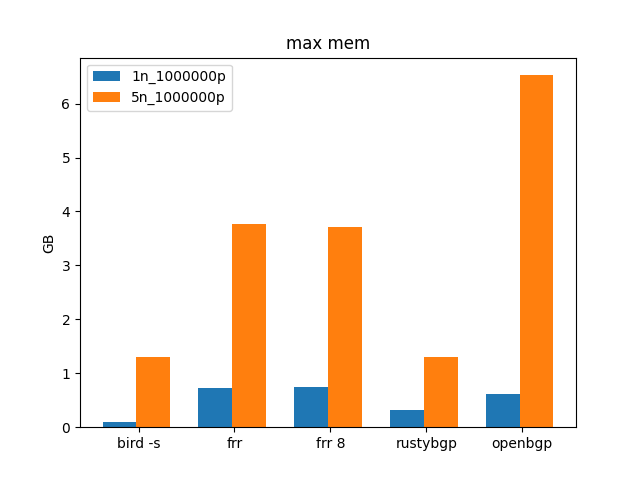 max mem
1n_1000000p
5n_1000000p
GB
6
5
4
3
2
1
0
bird -s frr frr 8 rustybgp openbgp